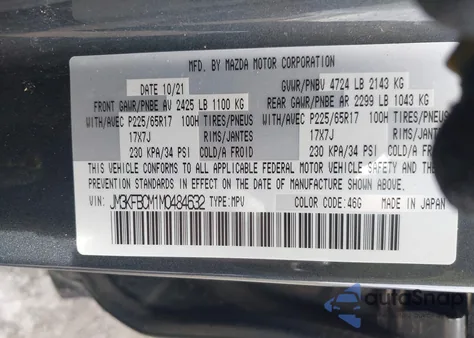 MFD. BY MAZDA MOTOR CORPORATION
DATE 10/21 GVWR/PNBV 4724 LB 2143 KG
FRONT GAWR/PNBE AV 2425 LB 1100 KG REAR GAWR/PNBE AR 2299 LB 1043 KG
WITH/AVEC P225/65R17 100H TIRES/PNEUS WITH/AVEC P225/65R17 100H TIRES/PNEUS
17X7J RIMS/JANTES 17X7J RIMS/JANTES
230 KPA/34 PSI COLD/A FROID 230 KPA/34 PSI COLD/A FROID
THIS VEHICLE CONFORMS TO ALL APPLICABLE FEDERAL MOTOR VEHICLE SAFETY AND THEFT
PREVENTION STANDARDS IN EFFECT ON THE DATE OF MANUFACTURE SHOWN ABOVE.
VIN: JM3KFBCM1M0484632 TYPE: MPV COLOR CODE: 46G MADE IN JAPAN
autoSnap